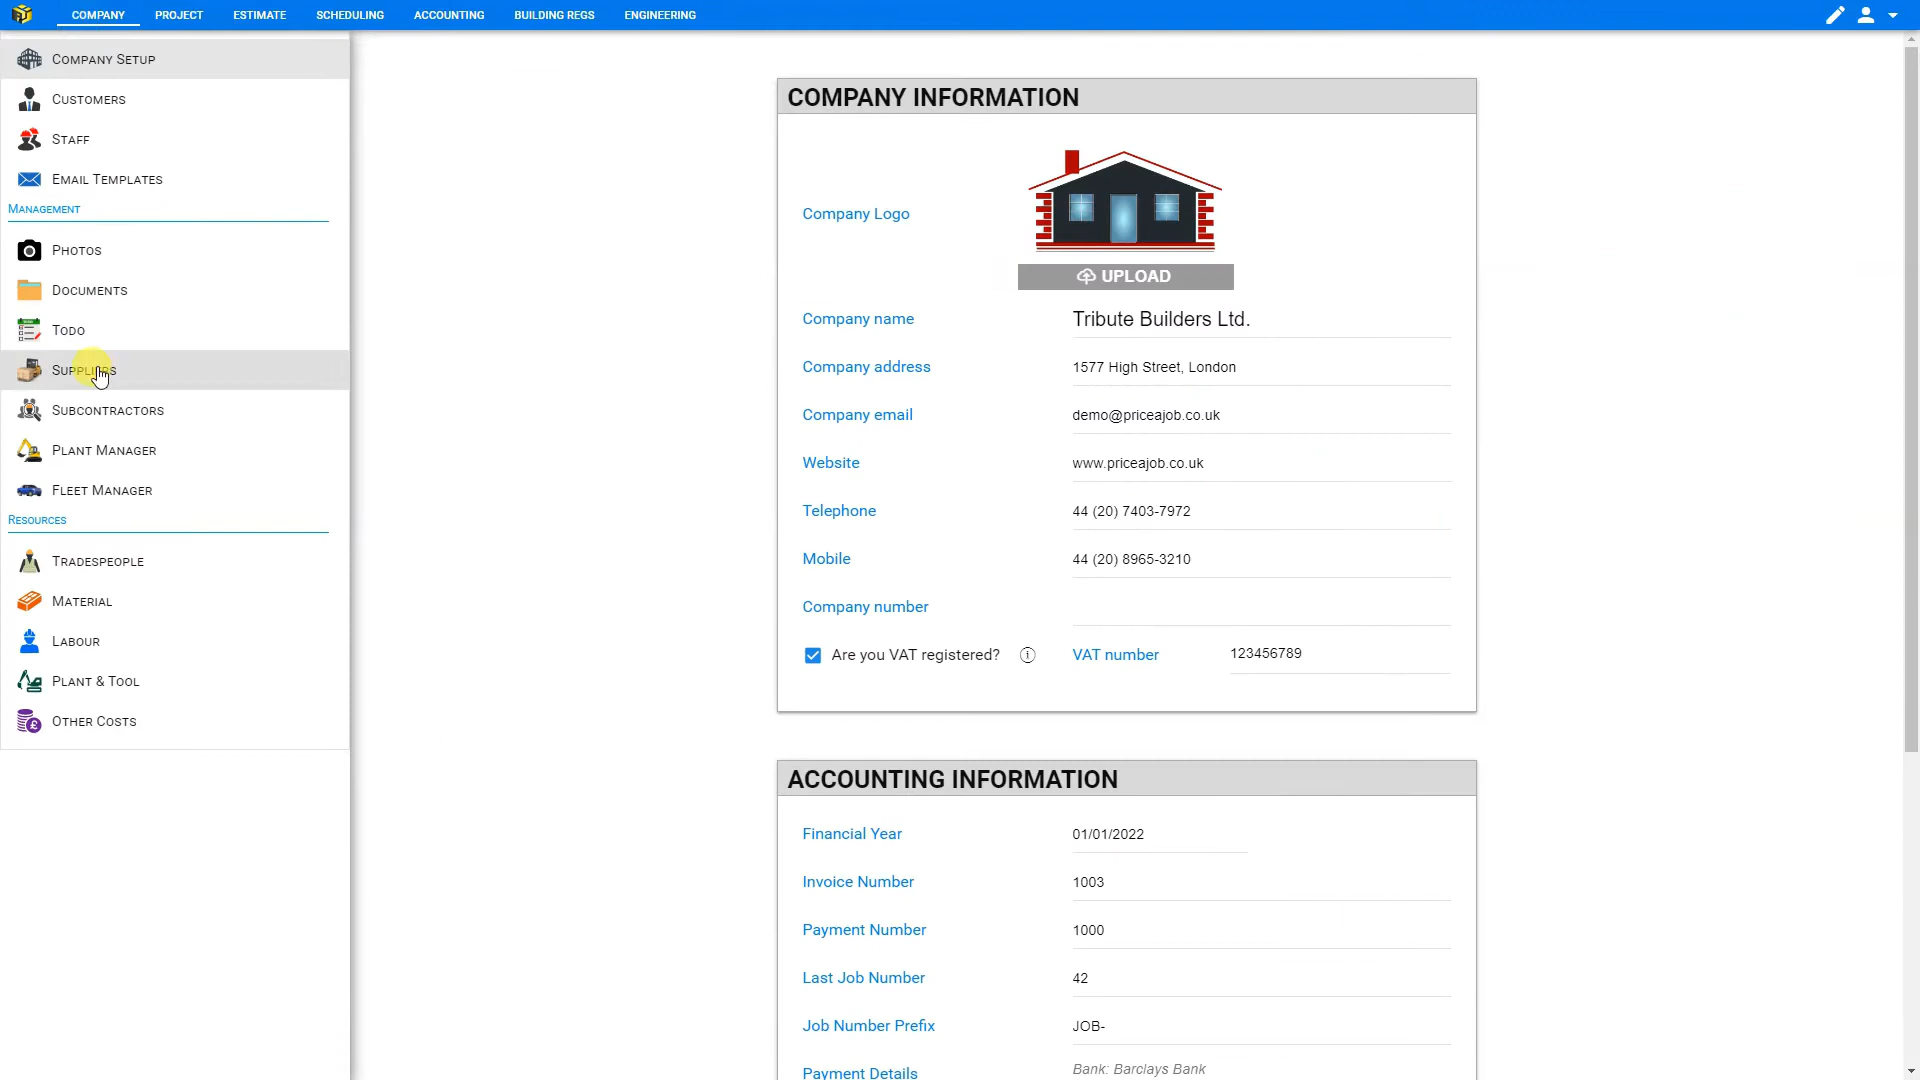 COMPANY PROJECT ESTIMATE SCHEDULING ACCOUNTING BUILDING REGS ENGINEERING
Company Setup
Customers
Staff
Email Templates
Management
Photos
Documents
Todo
Suppliers
Subcontractors
Plant Manager
Fleet Manager
Resources
Tradespeople
Material
Labour
Plant & Tool
Other Costs
COMPANY INFORMATION
Company Logo
UPLOAD
Company name Tribute Builders Ltd.
Company address 1577 High Street, London
Company email demo@priceajob.co.uk
Website www.priceajob.co.uk
Telephone 44 (20) 7403-7972
Mobile 44 (20) 8965-3210
Company number
Are you VAT registered? VAT number 123456789
ACCOUNTING INFORMATION
Financial Year 01/01/2022
Invoice Number 1003
Payment Number 1000
Last Job Number 42
Job Number Prefix JOB-
Payment Details Bank: Barclays Bank